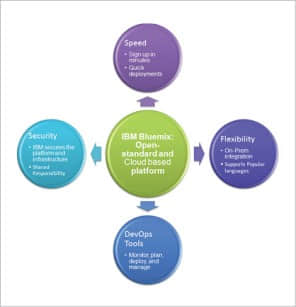 Speed
• Sign up in
minutes
• Quick
deployments
Security
• IBM secures the
platform and
infrastructure
• Shared
Responsibility
IBM Bluemix:
Open-
standard and
Cloud based
platform
Flexibility
• On-Prem
integration
• Supports Popular
languages
DevOps
Tools
• Monitor, plan,
deploy, and
manage